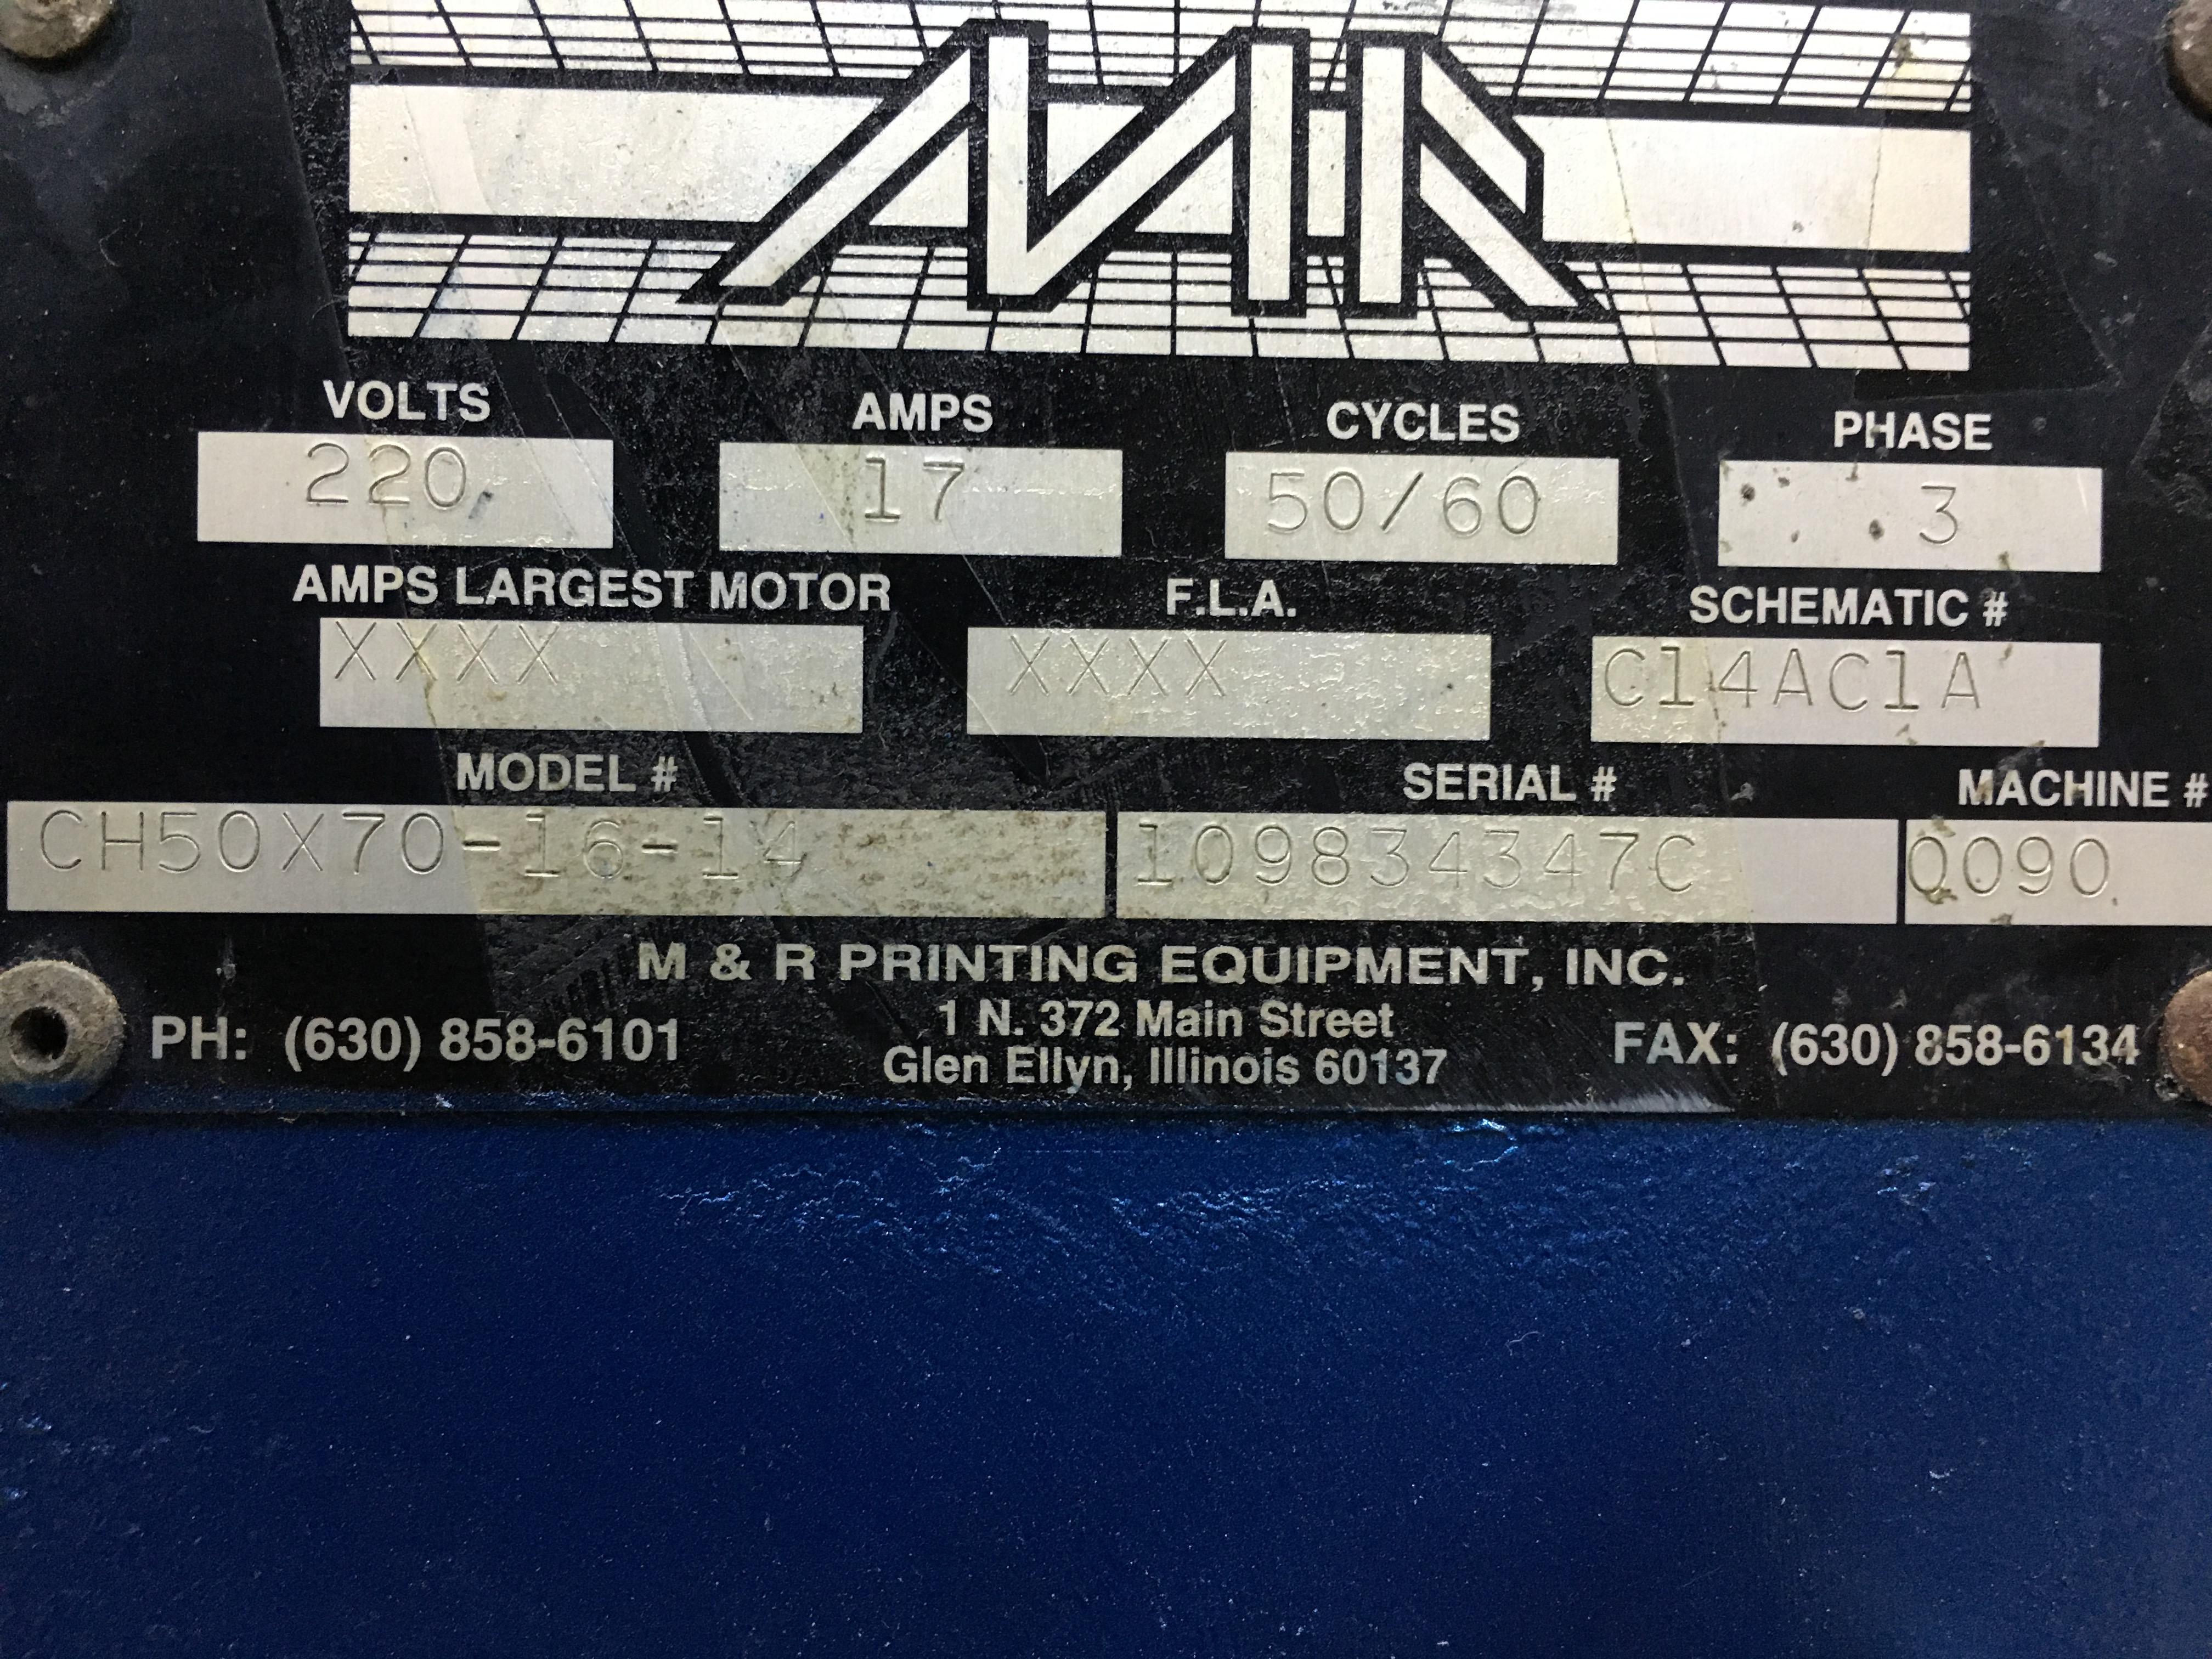 MR
VOLTS AMPS CYCLES PHASE
220 17 50/60 3
AMPS LARGEST MOTOR F.L.A. SCHEMATIC #
XXXX XXXX C14AC1A
MODEL # SERIAL # MACHINE #
CH50X70-16-14 109834347C Q090
M & R PRINTING EQUIPMENT, INC.
1 N. 372 Main Street
PH: (630) 858-6101 Glen Ellyn, Illinois 60137 FAX: (630) 858-6134